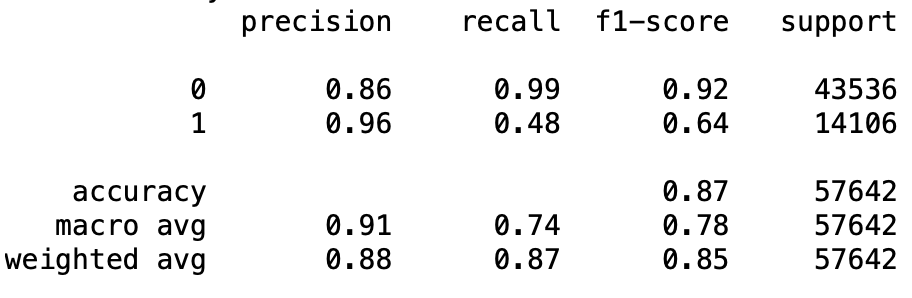 precision recall f1-score support
0 0.86 0.99 0.92 43536
1 0.96 0.48 0.64 14106
accuracy 0.87 57642
macro avg 0.91 0.74 0.78 57642
weighted avg 0.88 0.87 0.85 57642